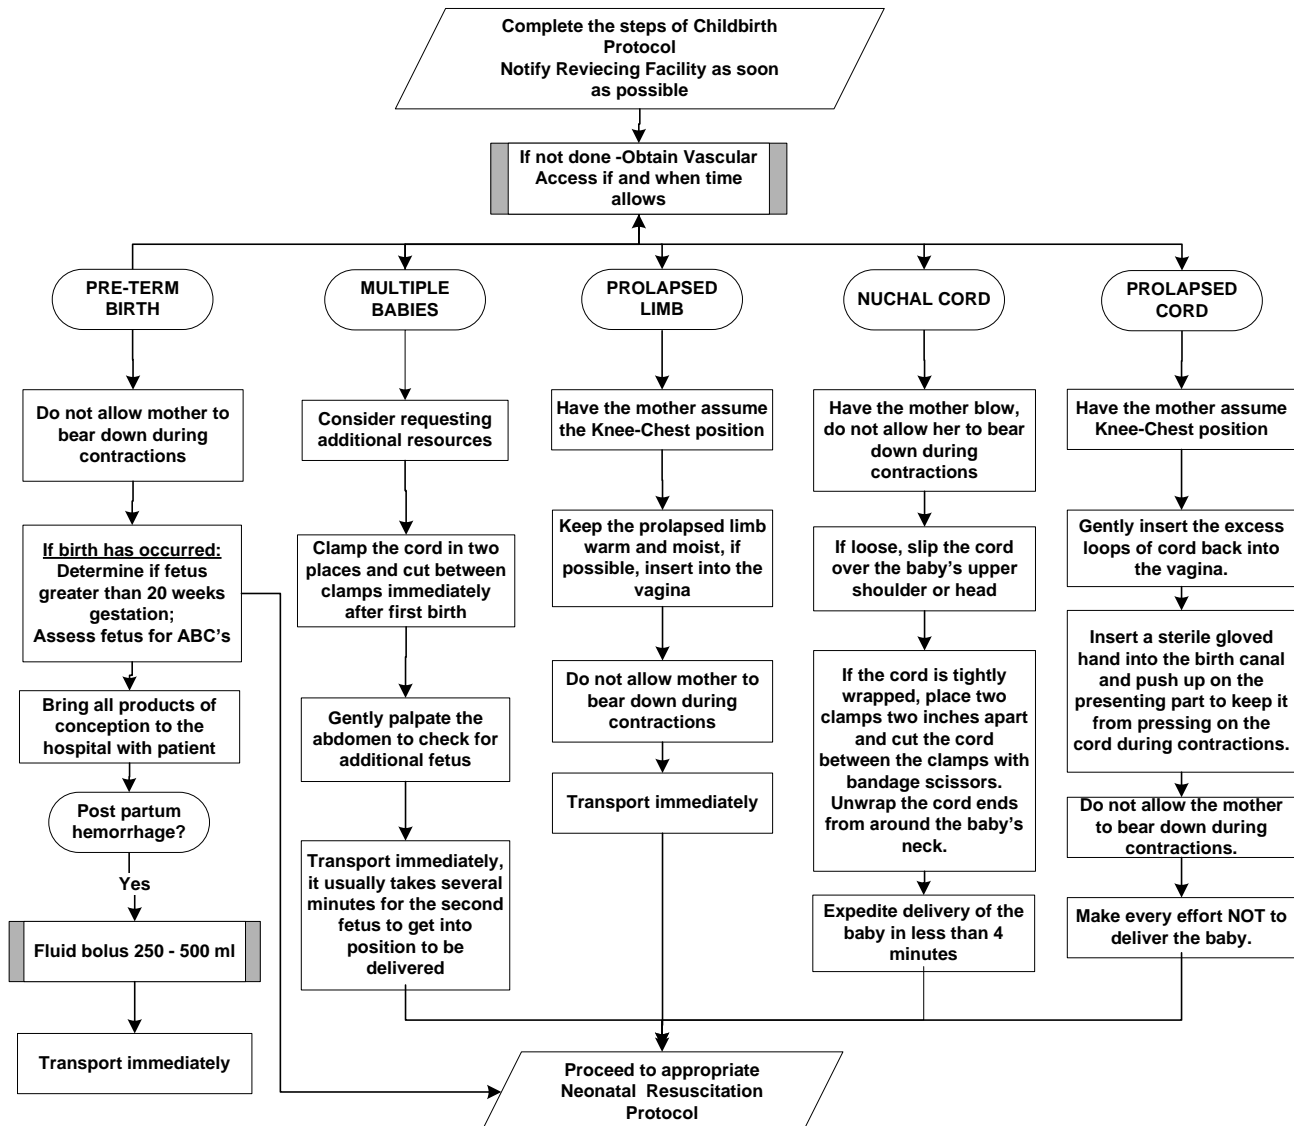 Complete the steps of Childbirth
Protocol
Notify Reviecing Facility as soon
as possible
If not done -Obtain Vascular
Access if and when time
allows
PRE-TERM
BIRTH
Do not allow mother to
bear down during
contractions
If birth has occurred:
Determine if fetus
greater than 20 weeks
gestation;
Assess fetus for ABC's
Bring all products of
conception to the
hospital with patient
Post partum
hemorrhage?
Yes
Fluid bolus 250 - 500 ml
Transport immediately
MULTIPLE
BABIES
Consider requesting
additional resources
Clamp the cord in two
places and cut between
clamps immediately
after first birth
Gently palpate the
abdomen to check for
additional fetus
Transport immediately,
it usually takes several
minutes for the second
fetus to get into
position to be
delivered
PROLAPSED
LIMB
Have the mother assume
the Knee-Chest position
Keep the prolapsed limb
warm and moist, if
possible, insert into the
vagina
Do not allow mother to
bear down during
contractions
Transport immediately
NUCHAL CORD
Have the mother blow,
do not allow her to bear
down during
contractions
If loose, slip the cord
over the baby's upper
shoulder or head
If the cord is tightly
wrapped, place two
clamps two inches apart
and cut the cord
between the clamps with
bandage scissors.
Unwrap the cord ends
from around the baby's
neck.
Expedite delivery of the
baby in less than 4
minutes
PROLAPSED
CORD
Have the mother assume
Knee-Chest position
Gently insert the excess
loops of cord back into
the vagina.
Insert a sterile gloved
hand into the birth canal
and push up on the
presenting part to keep it
from pressing on the
cord during contractions.
Do not allow the mother
to bear down during
contractions.
Make every effort NOT to
deliver the baby.
Proceed to appropriate
Neonatal Resuscitation
Protocol